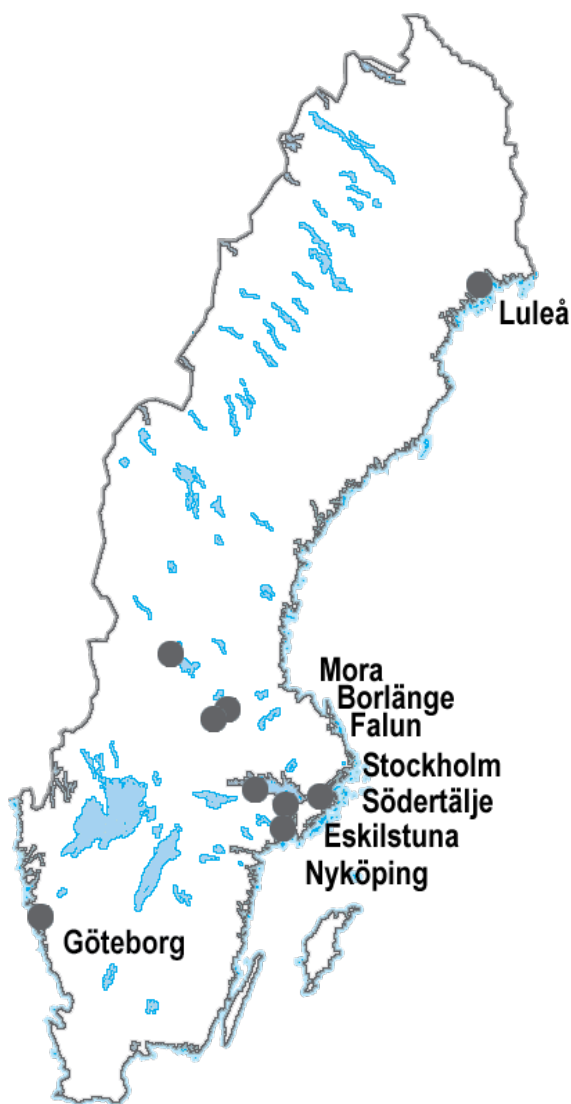 Luleå
Mora
Borlänge
Falun
Stockholm
Södertälje
Eskilstuna
Nyköping
Göteborg